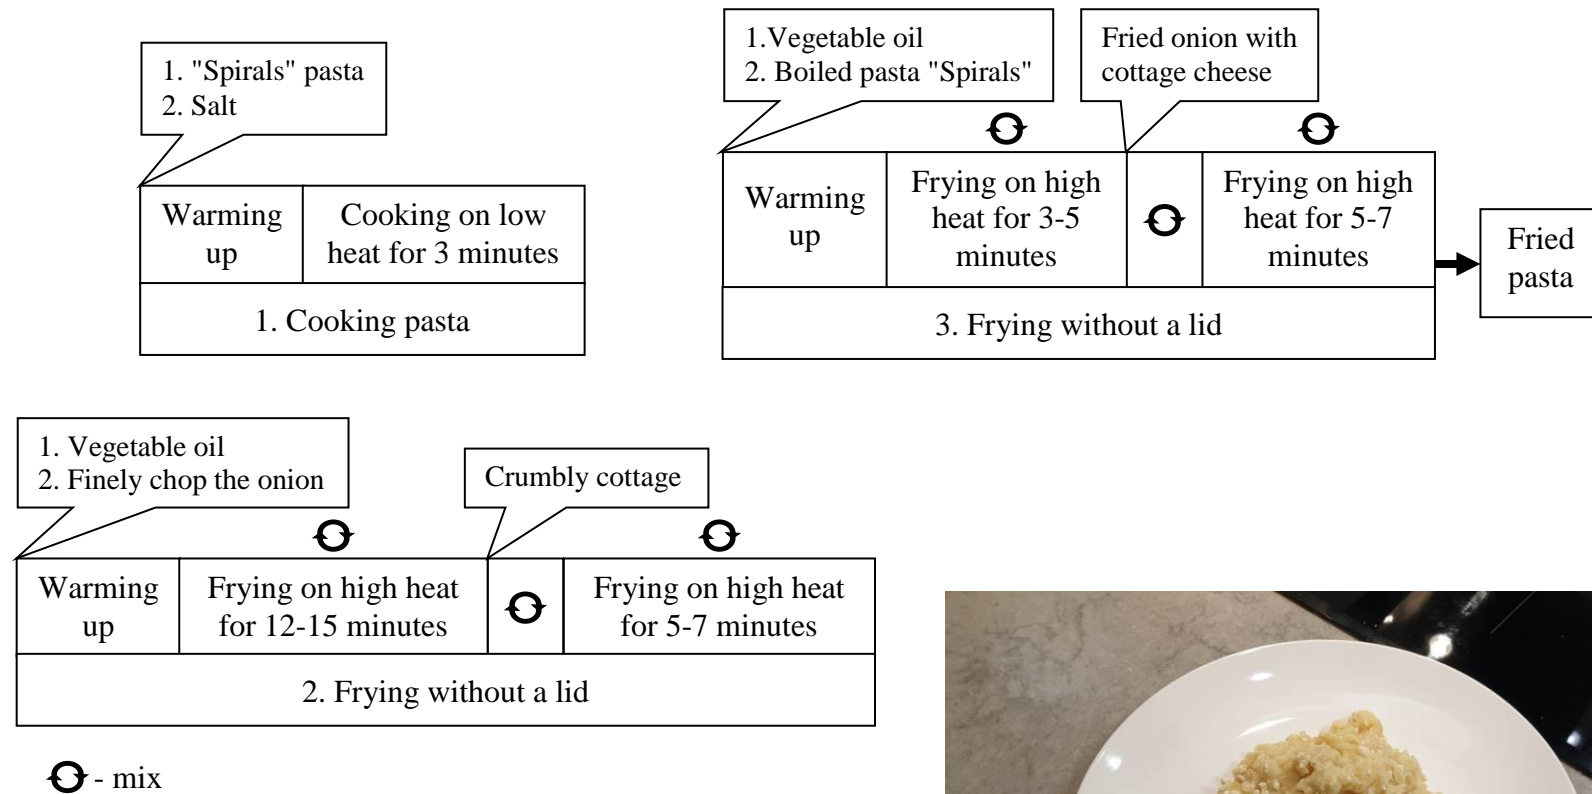 1. "Spirals" pasta
2. Salt
Warming
up
Cooking on low
heat for 3 minutes
1. Cooking pasta
1.Vegetable oil
2. Boiled pasta "Spirals"
Fried onion with
cottage cheese
Warming
up
Frying on high
heat for 3-5
minutes
Frying on high
heat for 5-7
minutes
3. Frying without a lid
Fried
pasta
1. Vegetable oil
2. Finely chop the onion
Crumbly cottage
Warming
up
Frying on high heat
for 12-15 minutes
Frying on high heat
for 5-7 minutes
2. Frying without a lid
- mix